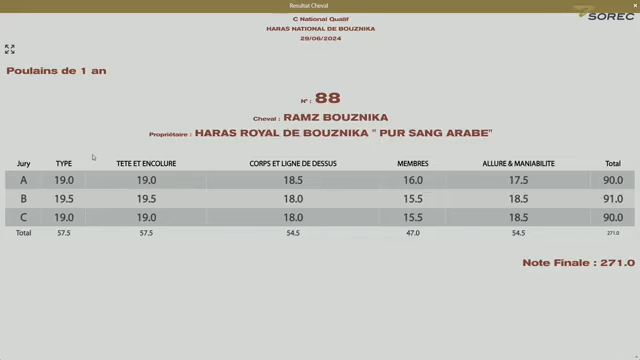 Resultat Cheval
SOREC
C National Qualif
HARAS NATIONAL DE BOUZNIKA
29/06/2024
Poulains de 1 an
N° : 88
Cheval : RAMZ BOUZNIKA
Propriétaire : HARAS ROYAL DE BOUZNIKA " PUR SANG ARABE"
Jury TYPE TETE ET ENCOLURE CORPS ET LIGNE DE DESSUS MEMBRES ALLURE & MANIABILITE Total
A 19.0 19.0 18.5 16.0 17.5 90.0
B 19.5 19.5 18.0 15.5 18.5 91.0
C 19.0 19.0 18.0 15.5 18.5 90.0
Total 57.5 57.5 54.5 47.0 54.5 271.0
Note Finale : 271.0